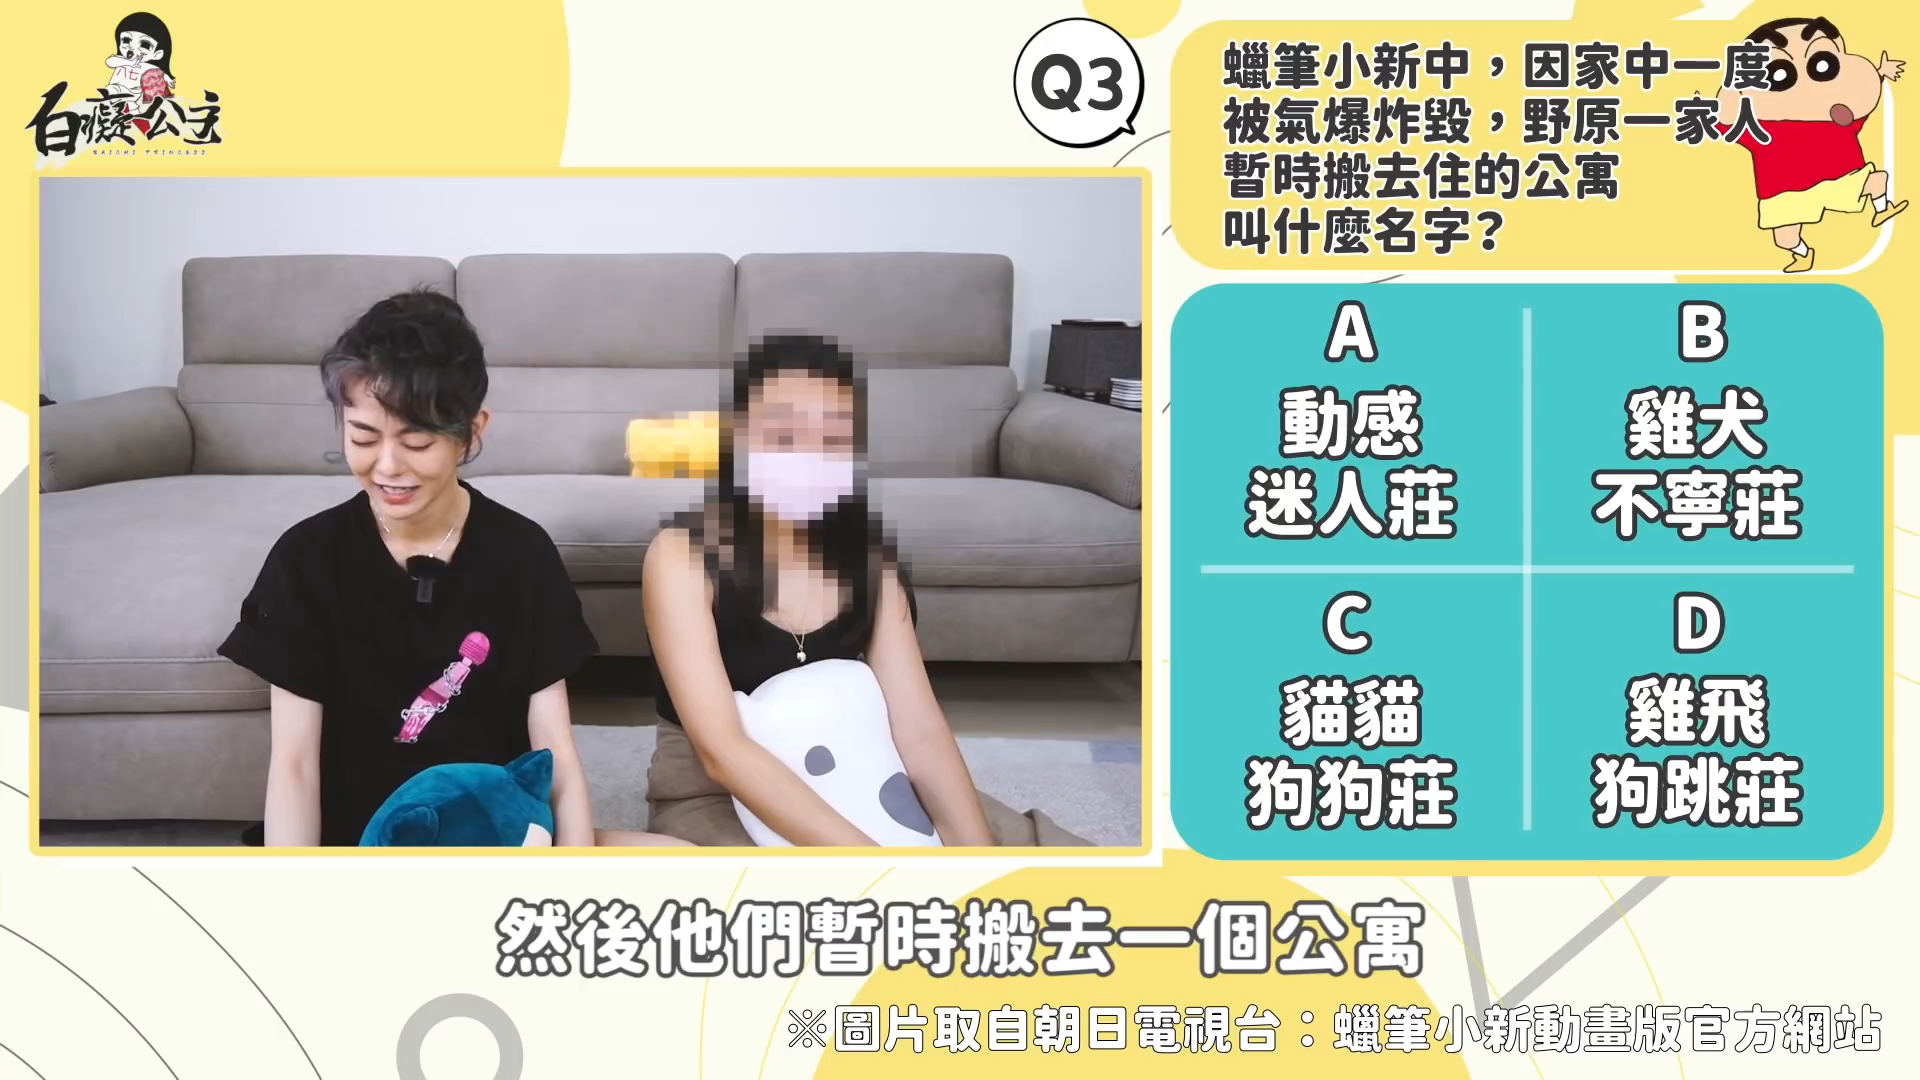 八七
白癡公主
BAICHI PRINCESS
Q3
蠟筆小新中，因家中一度
被氣爆炸毀，野原一家人
暫時搬去住的公寓
叫什麼名字？
A
動感
迷人莊
B
雞犬
不寧莊
C
貓貓
狗狗莊
D
雞飛
狗跳莊
然後他們暫時搬去一個公寓
※圖片取自朝日電視台：蠟筆小新動畫版官方網站